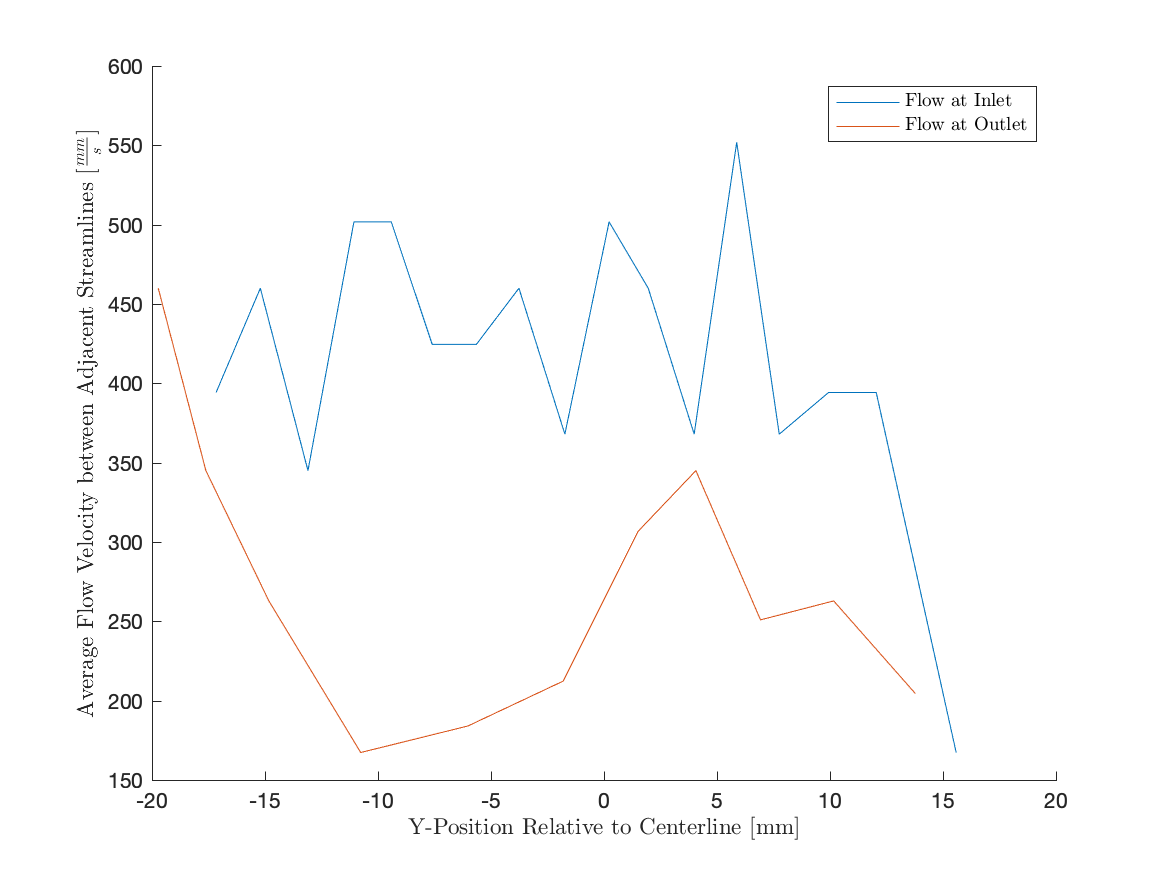 600
550
500
450
400
350
300
250
200
150
-20 -15 -10 -5 0 5 10 15 20
Y-Position Relative to Centerline [mm]
Average Flow Velocity between Adjacent Streamlines [mm/s]
Flow at Inlet
Flow at Outlet